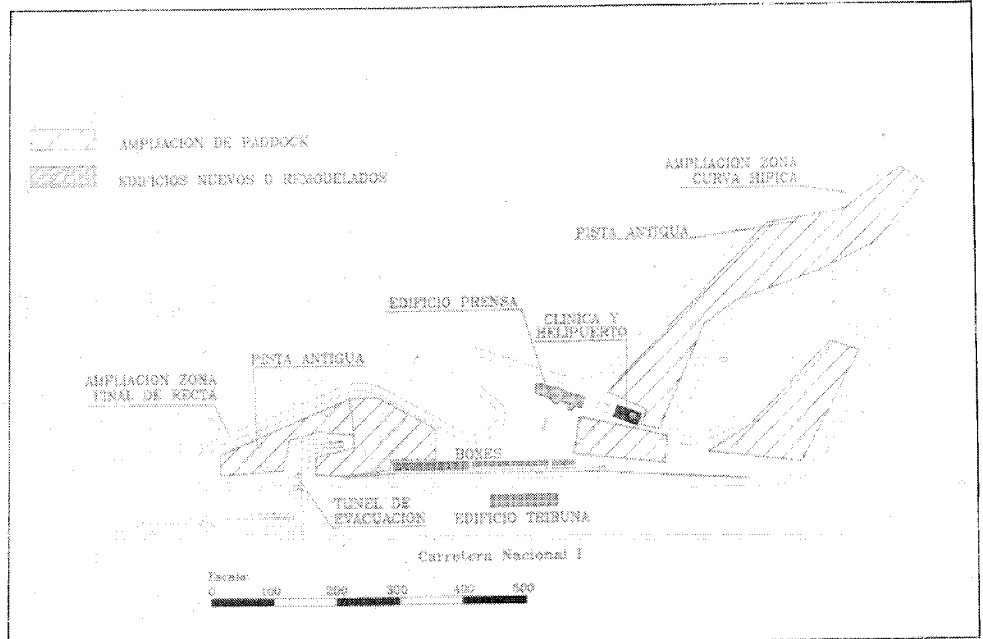 AMPLIACION DE PADDOCK
EDIFICIOS NUEVOS O REMODELADOS
AMPLIACION ZONA
CURVA HIPICA
PISTA ANTIGUA
EDIFICIO PRENSA
CLINICA Y
HELIPUERTO
PISTA ANTIGUA
AMPLIACION ZONA
FINAL DE RECTA
BOXES
TUNEL DE
EVACUACION
EDIFICIO TRIBUNA
Carretera Nacional I
Escala:
0 100 200 300 400 500